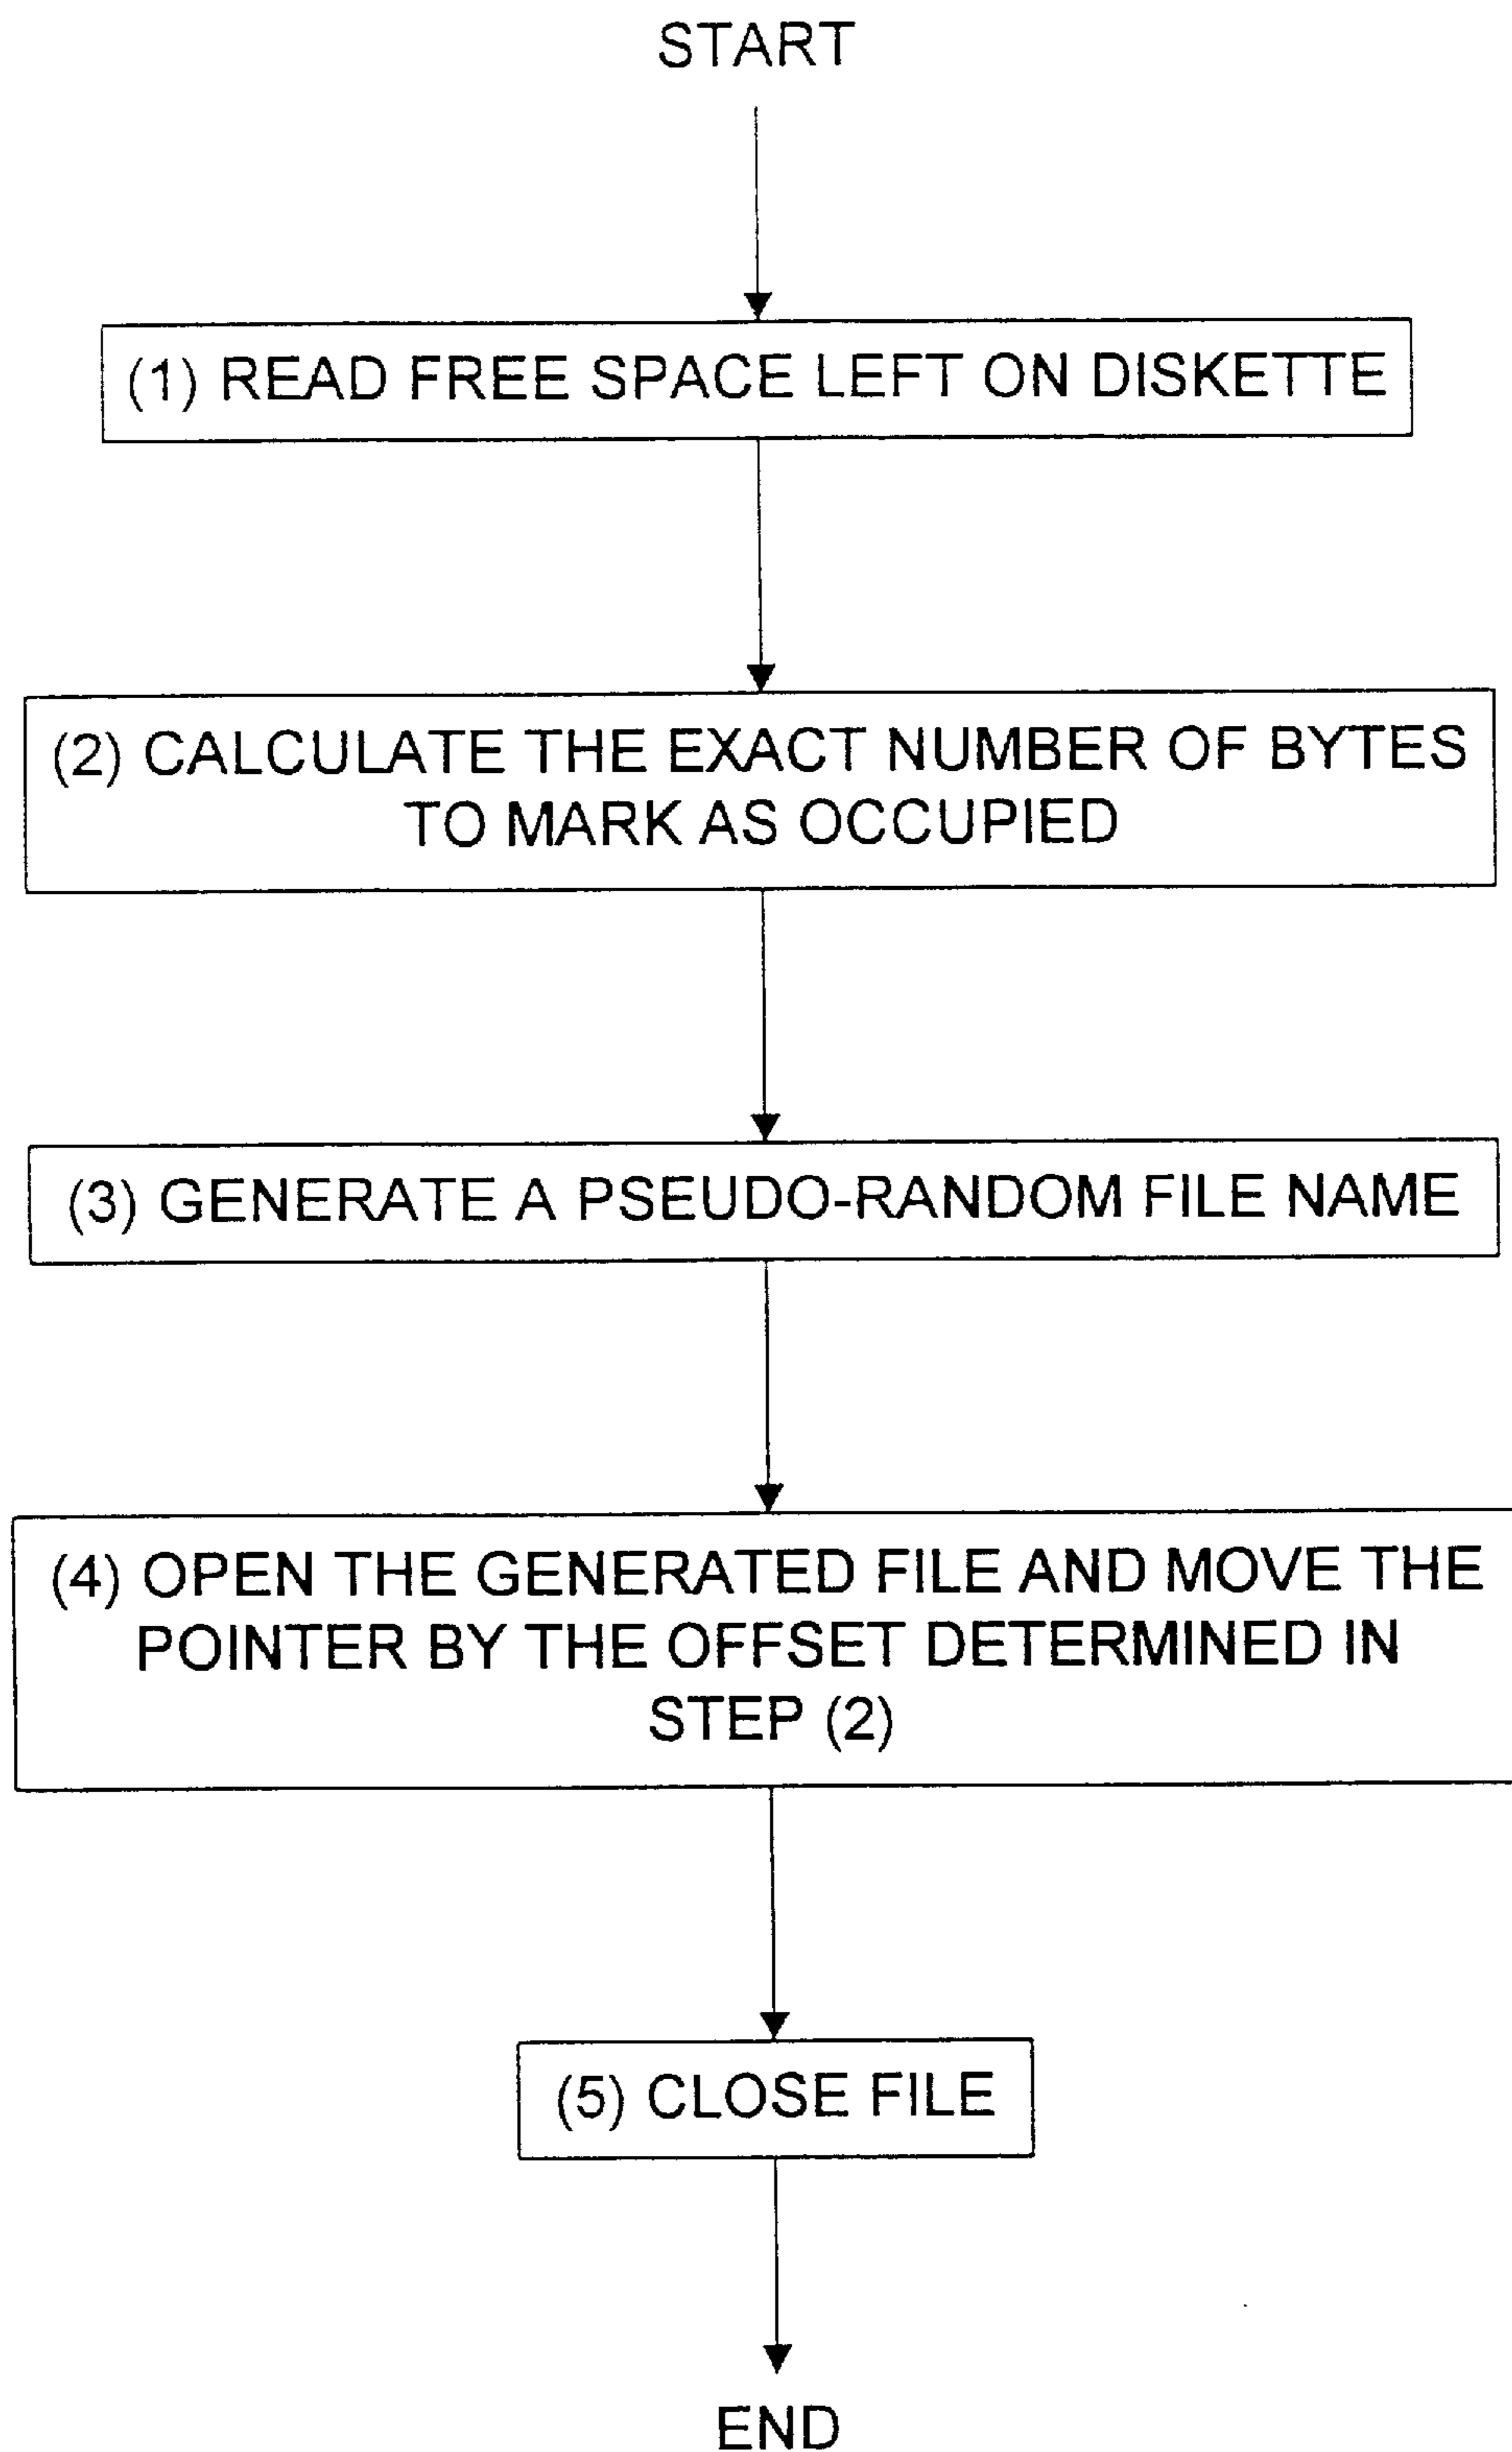 START
(1) READ FREE SPACE LEFT ON DISKETTE
(2) CALCULATE THE EXACT NUMBER OF BYTES
TO MARK AS OCCUPIED
(3) GENERATE A PSEUDO-RANDOM FILE NAME
(4) OPEN THE GENERATED FILE AND MOVE THE
POINTER BY THE OFFSET DETERMINED IN
STEP (2)
(5) CLOSE FILE
END